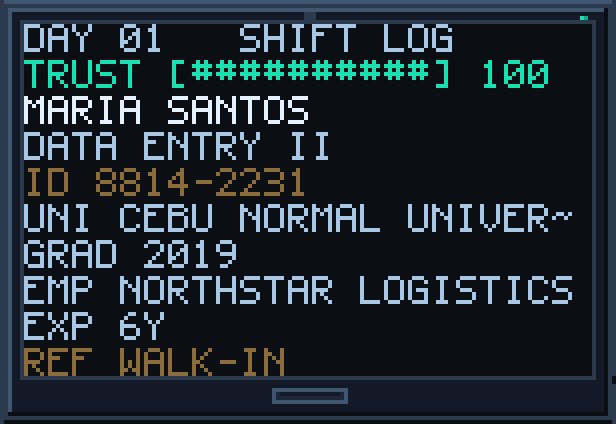 DAY 01 SHIFT LOG
TRUST [##########] 100
MARIA SANTOS
DATA ENTRY II
ID 8814-2231
UNI CEBU NORMAL UNIVER~
GRAD 2019
EMP NORTHSTAR LOGISTICS
EXP 6Y
REF WALK-IN